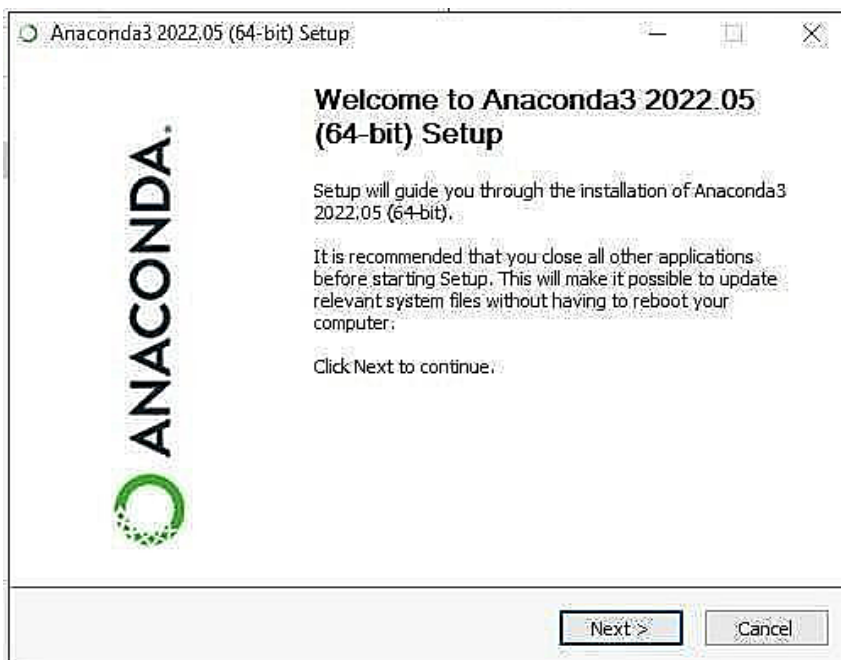 Anaconda3 2022.05 (64-bit) Setup
Welcome to Anaconda3 2022.05
(64-bit) Setup
Setup will guide you through the installation of Anaconda3
2022.05 (64-bit).
It is recommended that you close all other applications
before starting Setup. This will make it possible to update
relevant system files without having to reboot your
computer.
Click Next to continue.
ANACONDA.
Next >
Cancel